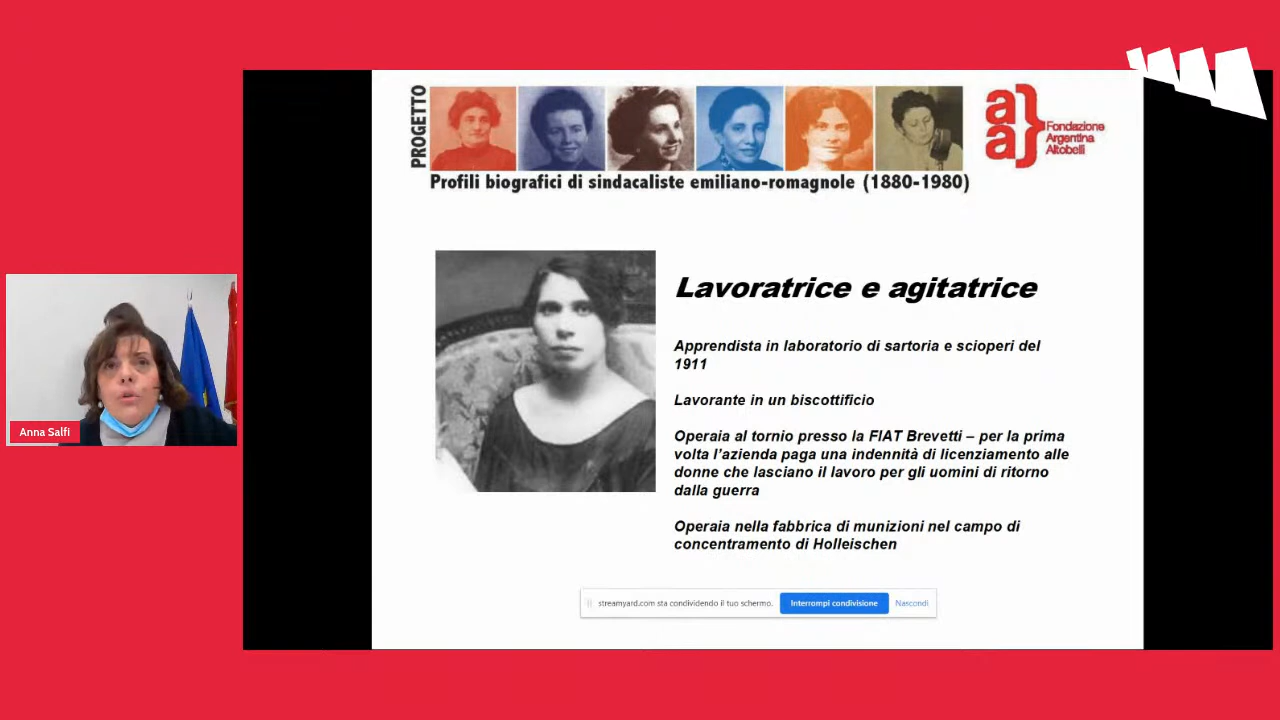 PROGETTO
Profili biografici di sindacaliste emiliano-romagnole (1880-1980)
a
a}
Fondazione
Argentina
Altobelli
Lavoratrice e agitatrice
Apprendista in laboratorio di sartoria e scioperi del
1911
Lavorante in un biscottificio
Operaia al tornio presso la FIAT Brevetti – per la prima
volta l'azienda paga una indennità di licenziamento alle
donne che lasciano il lavoro per gli uomini di ritorno
dalla guerra
Operaia nella fabbrica di munizioni nel campo di
concentramento di Holleischen
Anna Salfi
streamyard.com sta condividendo il tuo schermo. Interrompi condivisione Nascondi